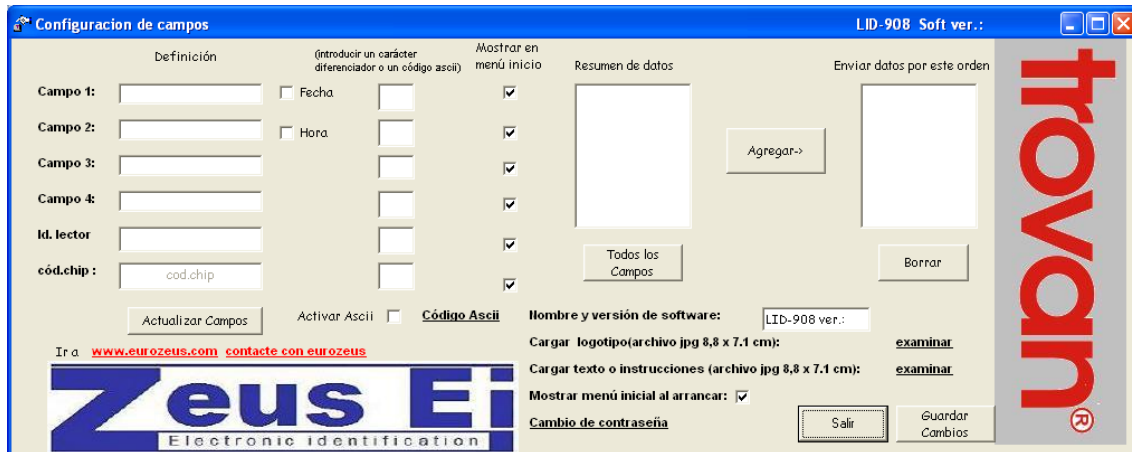 Configuracion de campos
LID-908 Soft ver.:
Definición
(introducir un carácter
diferenciador o un código ascii)
Mostrar en
menú inicio
Resumen de datos
Enviar datos por este orden
Campo 1:
Fecha
Campo 2:
Hora
Campo 3:
Campo 4:
Id. lector
cód.chip :
cod.chip
Agregar->
Todos los
Campos
Borrar
Actualizar Campos
Activar Ascii
Código Ascii
Nombre y versión de software:
LID-908 ver.:
Ir a www.eurozeus.com contacte con eurozeus
Cargar logotipo(archivo jpg 8,8 x 7.1 cm):
examinar
Cargar texto o instrucciones (archivo jpg 8,8 x 7.1 cm):
examinar
Mostrar menú inicial al arrancar:
Cambio de contraseña
Salir
Guardar
Cambios
Zeus Ei
Electronic identification
trovan®